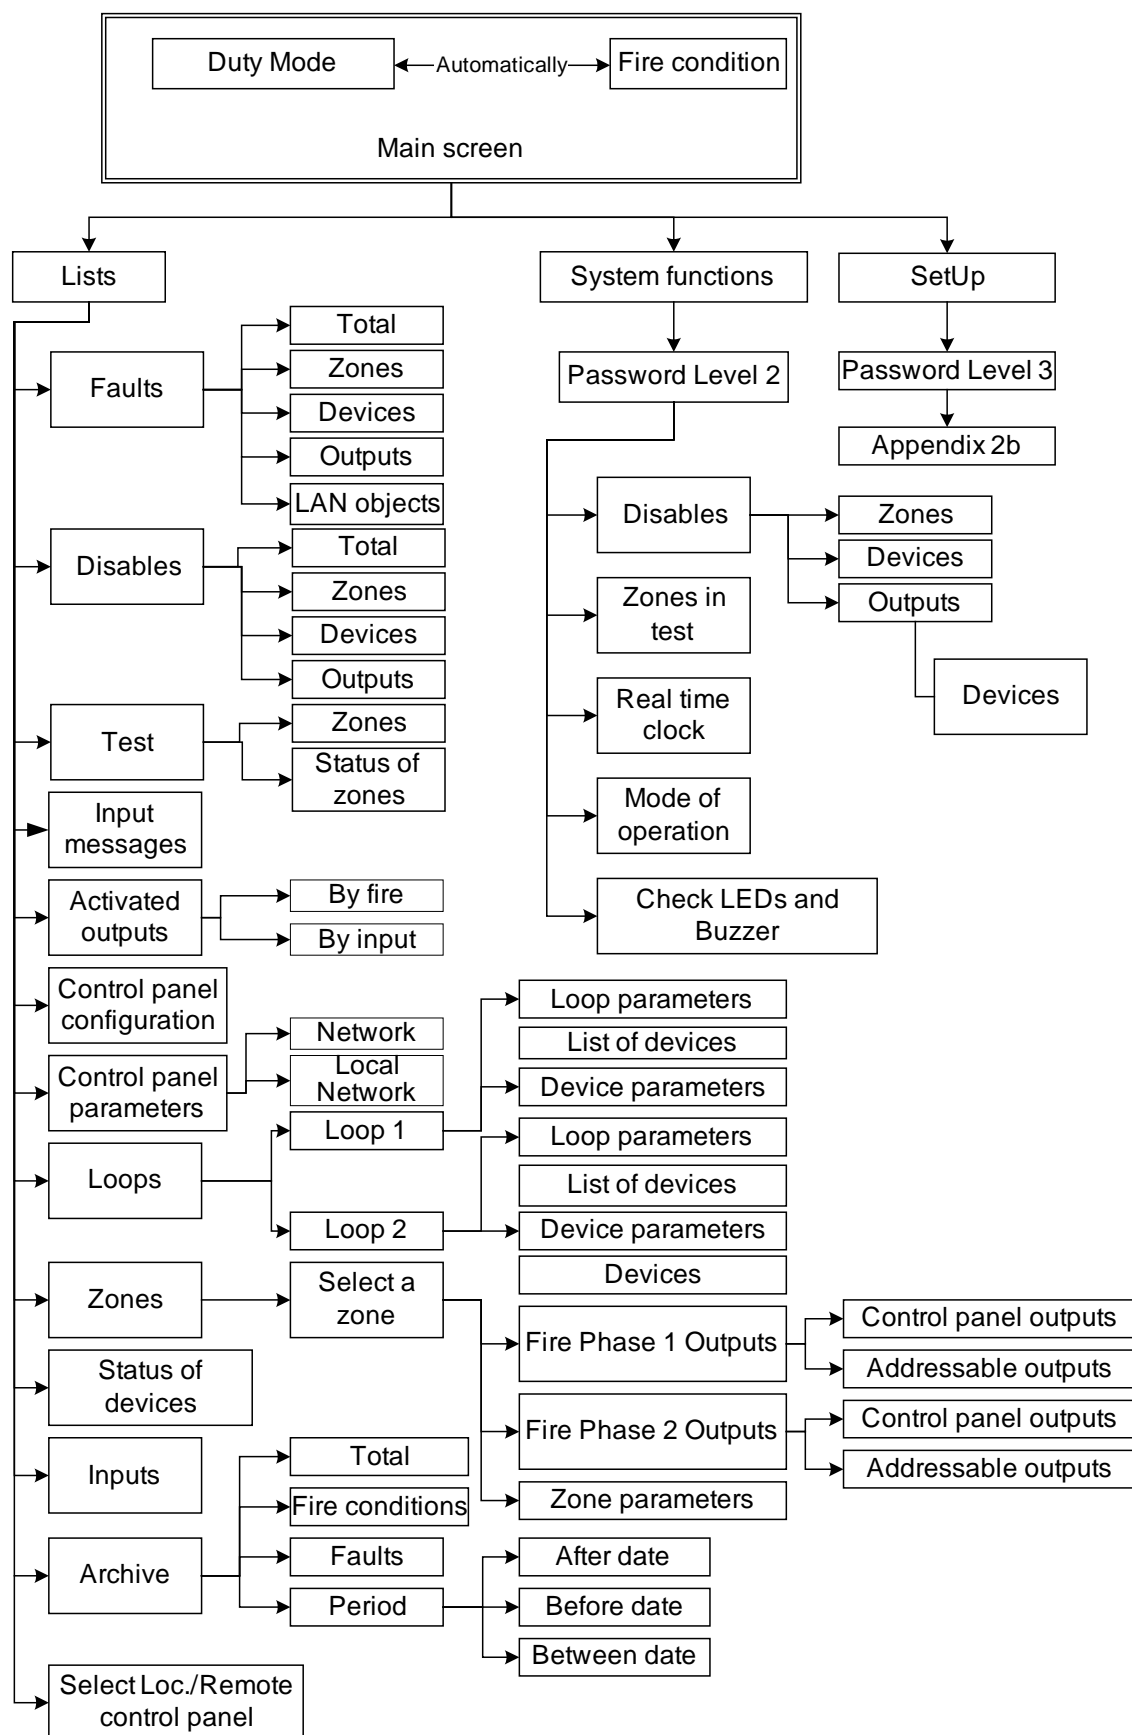 Duty Mode
Automatically
Fire condition
Main screen
Lists
System functions
SetUp
Faults
Total
Zones
Devices
Outputs
LAN objects
Disables
Total
Zones
Devices
Outputs
Test
Zones
Status of
zones
Input
messages
Activated
outputs
By fire
By input
Control panel
configuration
Control panel
parameters
Network
Local
Network
Loops
Loop 1
Loop parameters
List of devices
Device parameters
Loop 2
Loop parameters
List of devices
Device parameters
Zones
Select a
zone
Devices
Fire Phase 1 Outputs
Control panel outputs
Addressable outputs
Fire Phase 2 Outputs
Control panel outputs
Addressable outputs
Zone parameters
Status of
devices
Inputs
Archive
Total
Fire conditions
Faults
Period
After date
Before date
Between date
Select Loc./Remote
control panel
Password Level 2
Disables
Zones
Devices
Outputs
Devices
Zones in
test
Real time
clock
Mode of
operation
Check LEDs and
Buzzer
Password Level 3
Appendix 2b